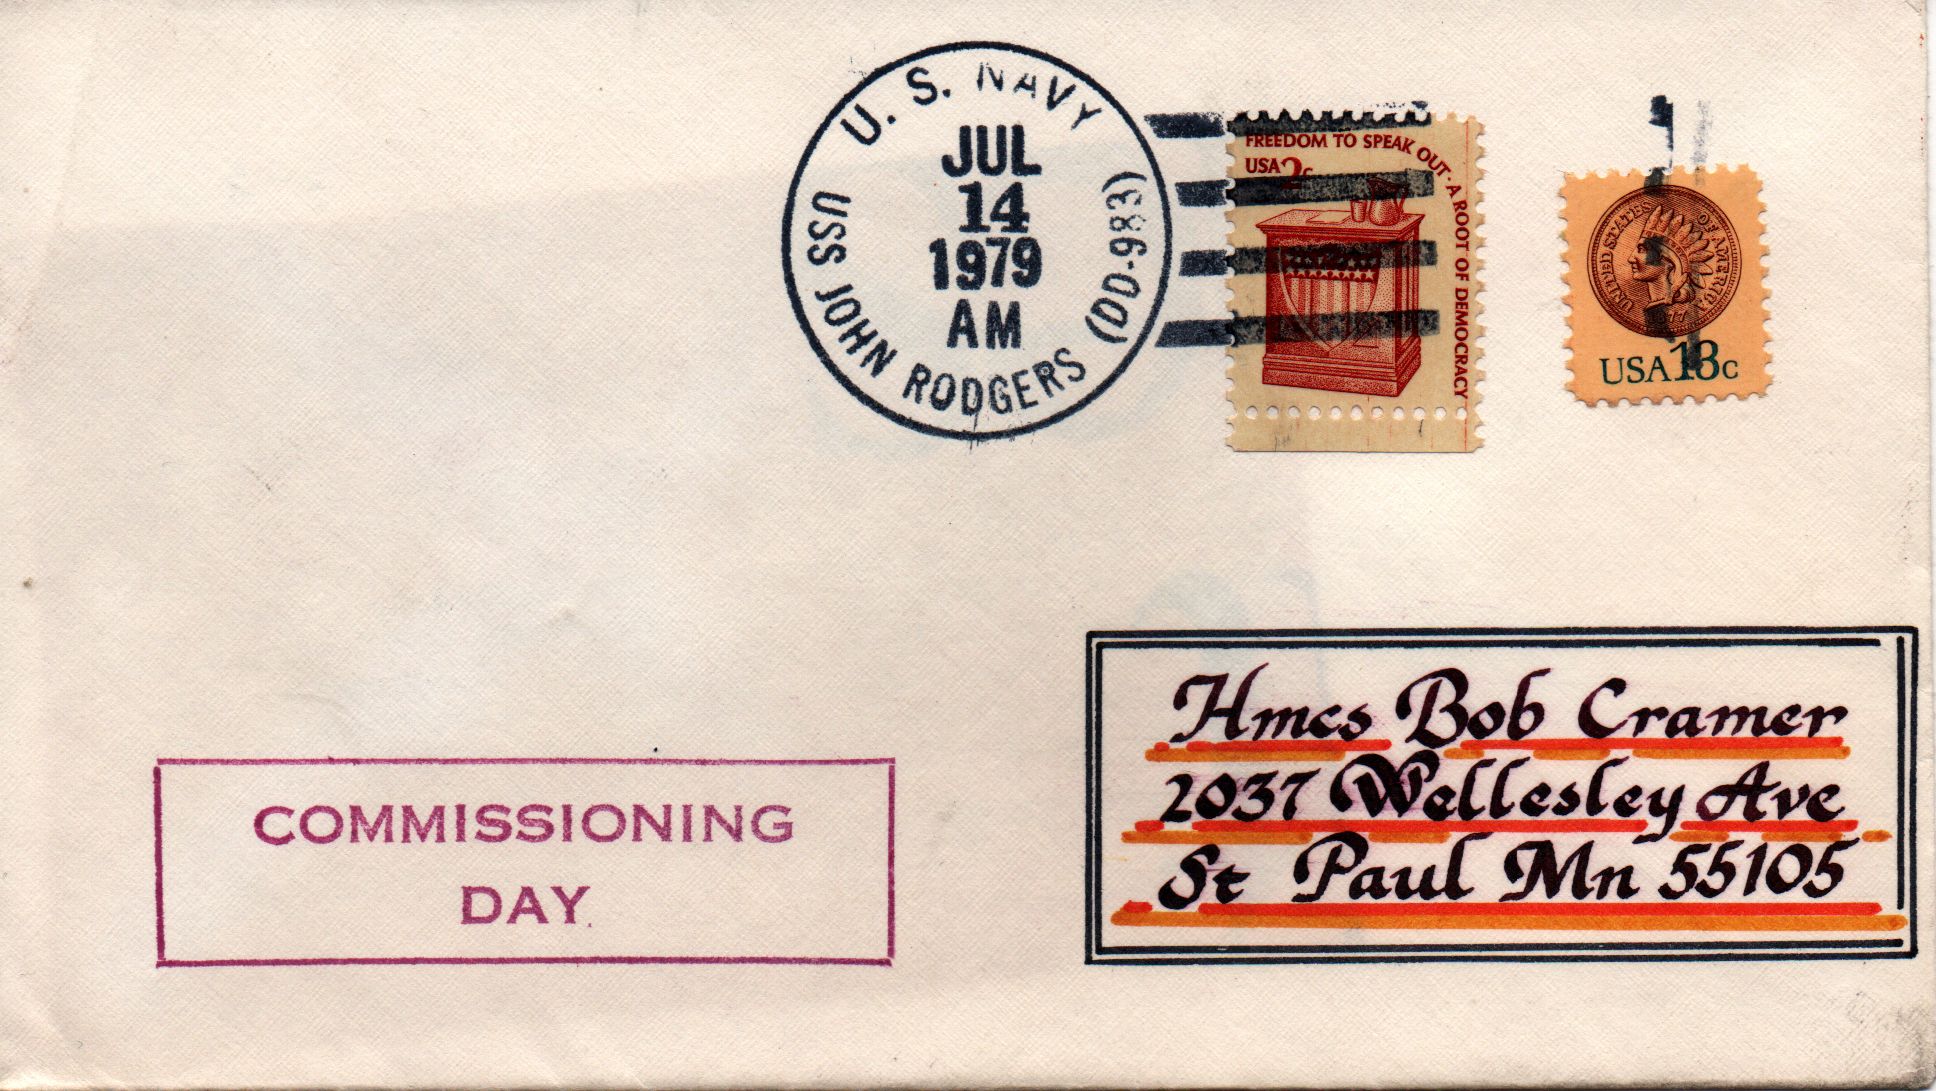 U. S. NAVY
JUL
14
1979
AM
USS JOHN RODGERS (DD-983)
FREEDOM TO SPEAK OUT·A ROOT OF DEMOCRACY
USA 2c
UNITED STATES OF AMERICA
1877
USA 13c
Hmcs Bob Cramer
2037 Wellesley Ave
St Paul Mn 55105
COMMISSIONING
DAY